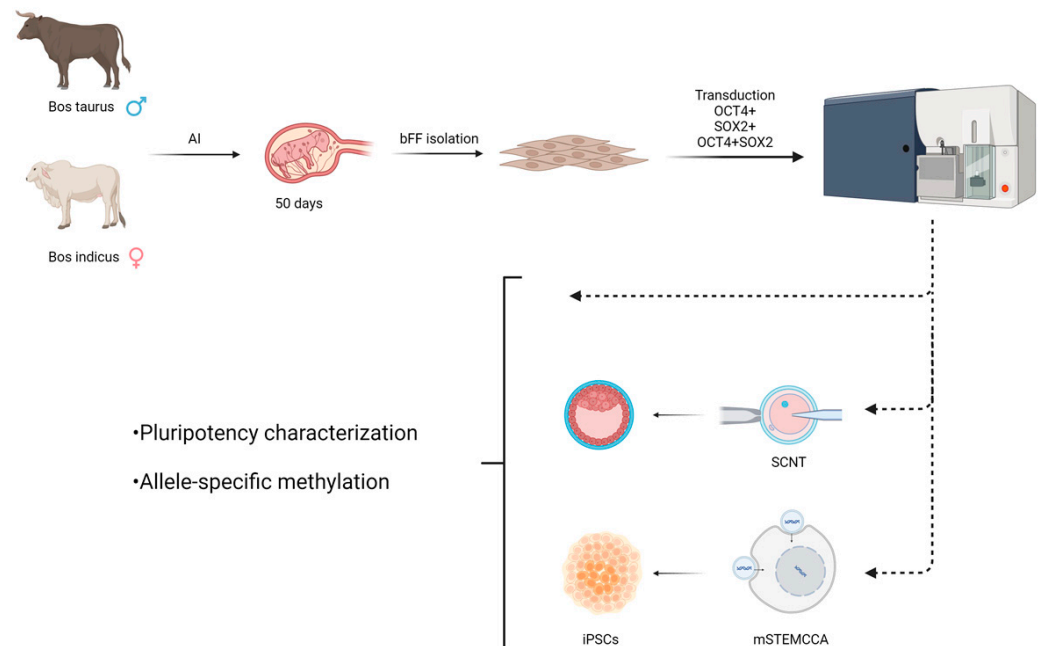 Bos taurus
Bos indicus
AI
50 days
bFF isolation
Transduction
OCT4+
SOX2+
OCT4+SOX2
•Pluripotency characterization
•Allele-specific methylation
SCNT
iPSCs
mSTEMCCA